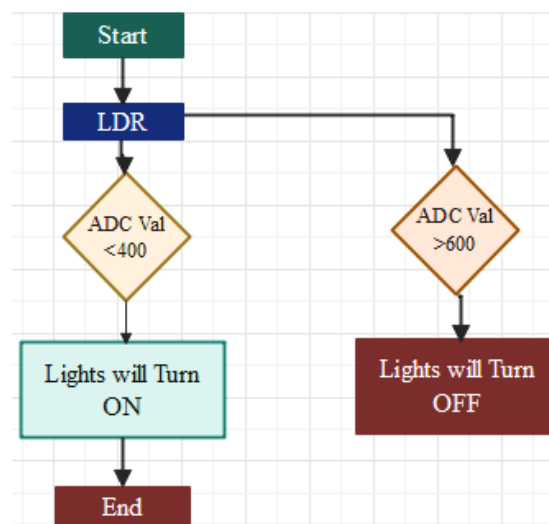 Start
LDR
ADC Val
<400
ADC Val
>600
Lights will Turn
ON
Lights will Turn
OFF
End